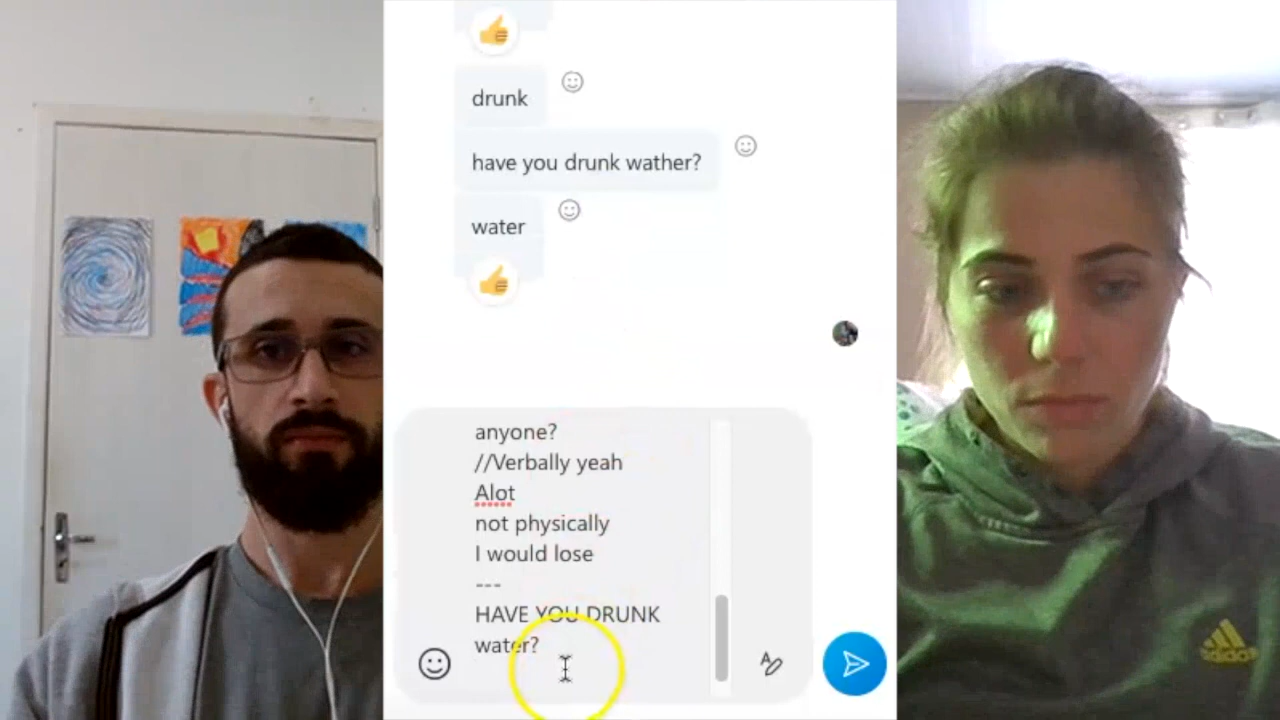 drunk
have you drunk wather?
water
anyone?
//Verbally yeah
Alot
not physically
I would lose
---
HAVE YOU DRUNK
water?
adidas